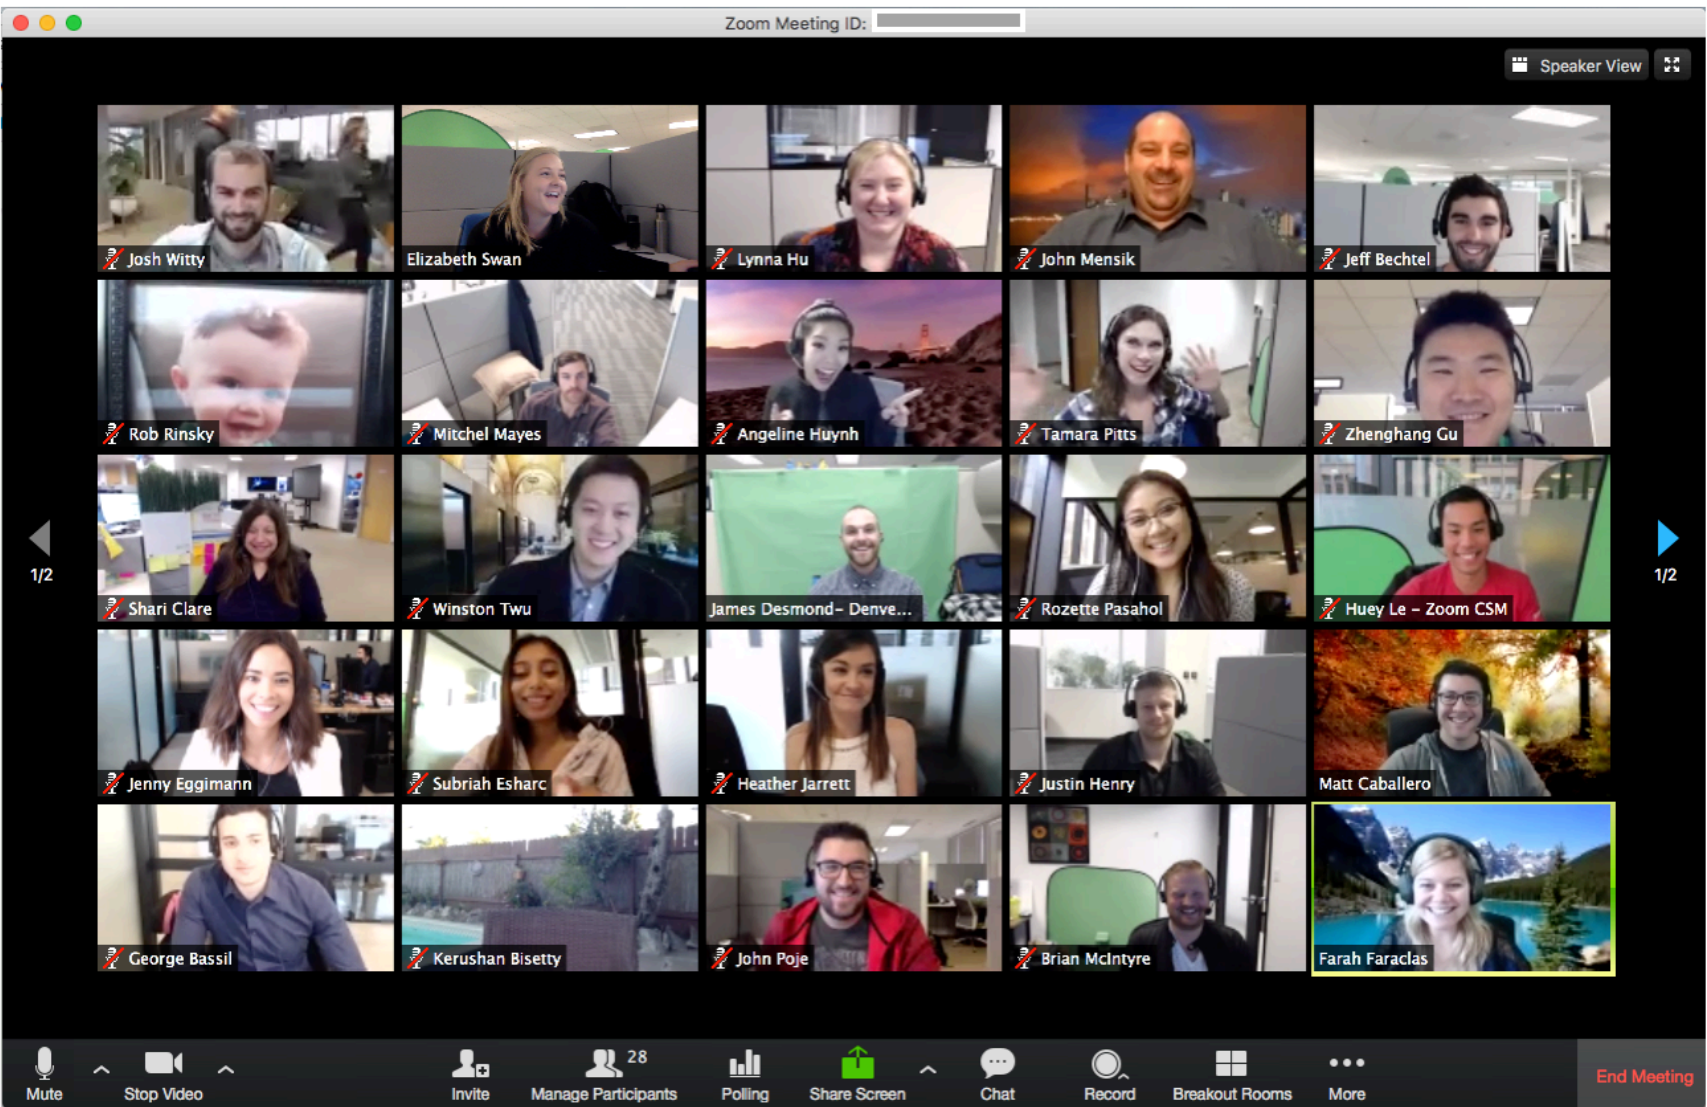 Zoom Meeting ID:
Speaker View
Josh Witty
Elizabeth Swan
Lynna Hu
John Mensik
Jeff Bechtel
Rob Rinsky
Mitchel Mayes
Angeline Huynh
Tamara Pitts
Zhenghang Gu
Shari Clare
Winston Twu
James Desmond- Denve...
Rozette Pasahol
Huey Le - Zoom CSM
1/2
1/2
Jenny Eggimann
Subriah Esharc
Heather Jarrett
Justin Henry
Matt Caballero
George Bassil
Kerushan Bisetty
John Poje
Brian McIntyre
Farah Faraclas
Mute
Stop Video
Invite
28
Manage Participants
Polling
Share Screen
Chat
Record
Breakout Rooms
More
End Meeting